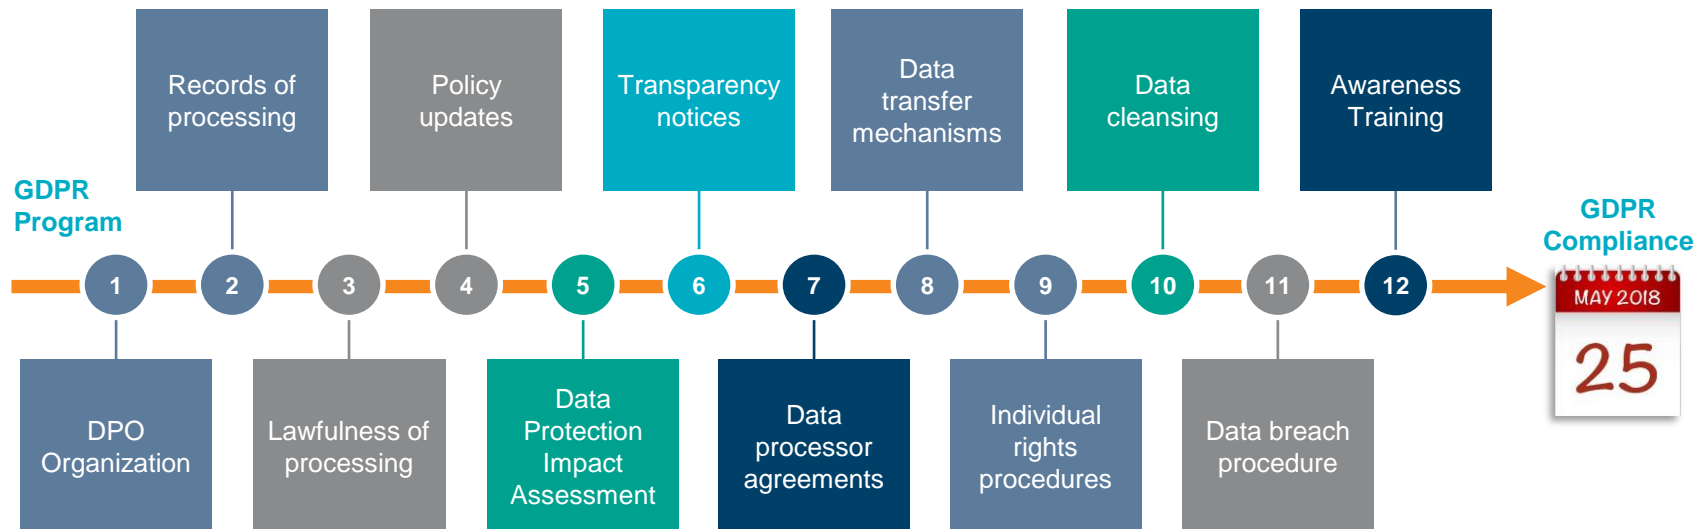 Records of
processing
Policy
updates
Transparency
notices
Data
transfer
mechanisms
Data
cleansing
Awareness
Training
GDPR
Program
GDPR
Compliance
1
2
3
4
5
6
7
8
9
10
11
12
MAY 2018
25
DPO
Organization
Lawfulness of
processing
Data
Protection
Impact
Assessment
Data
processor
agreements
Individual
rights
procedures
Data breach
procedure